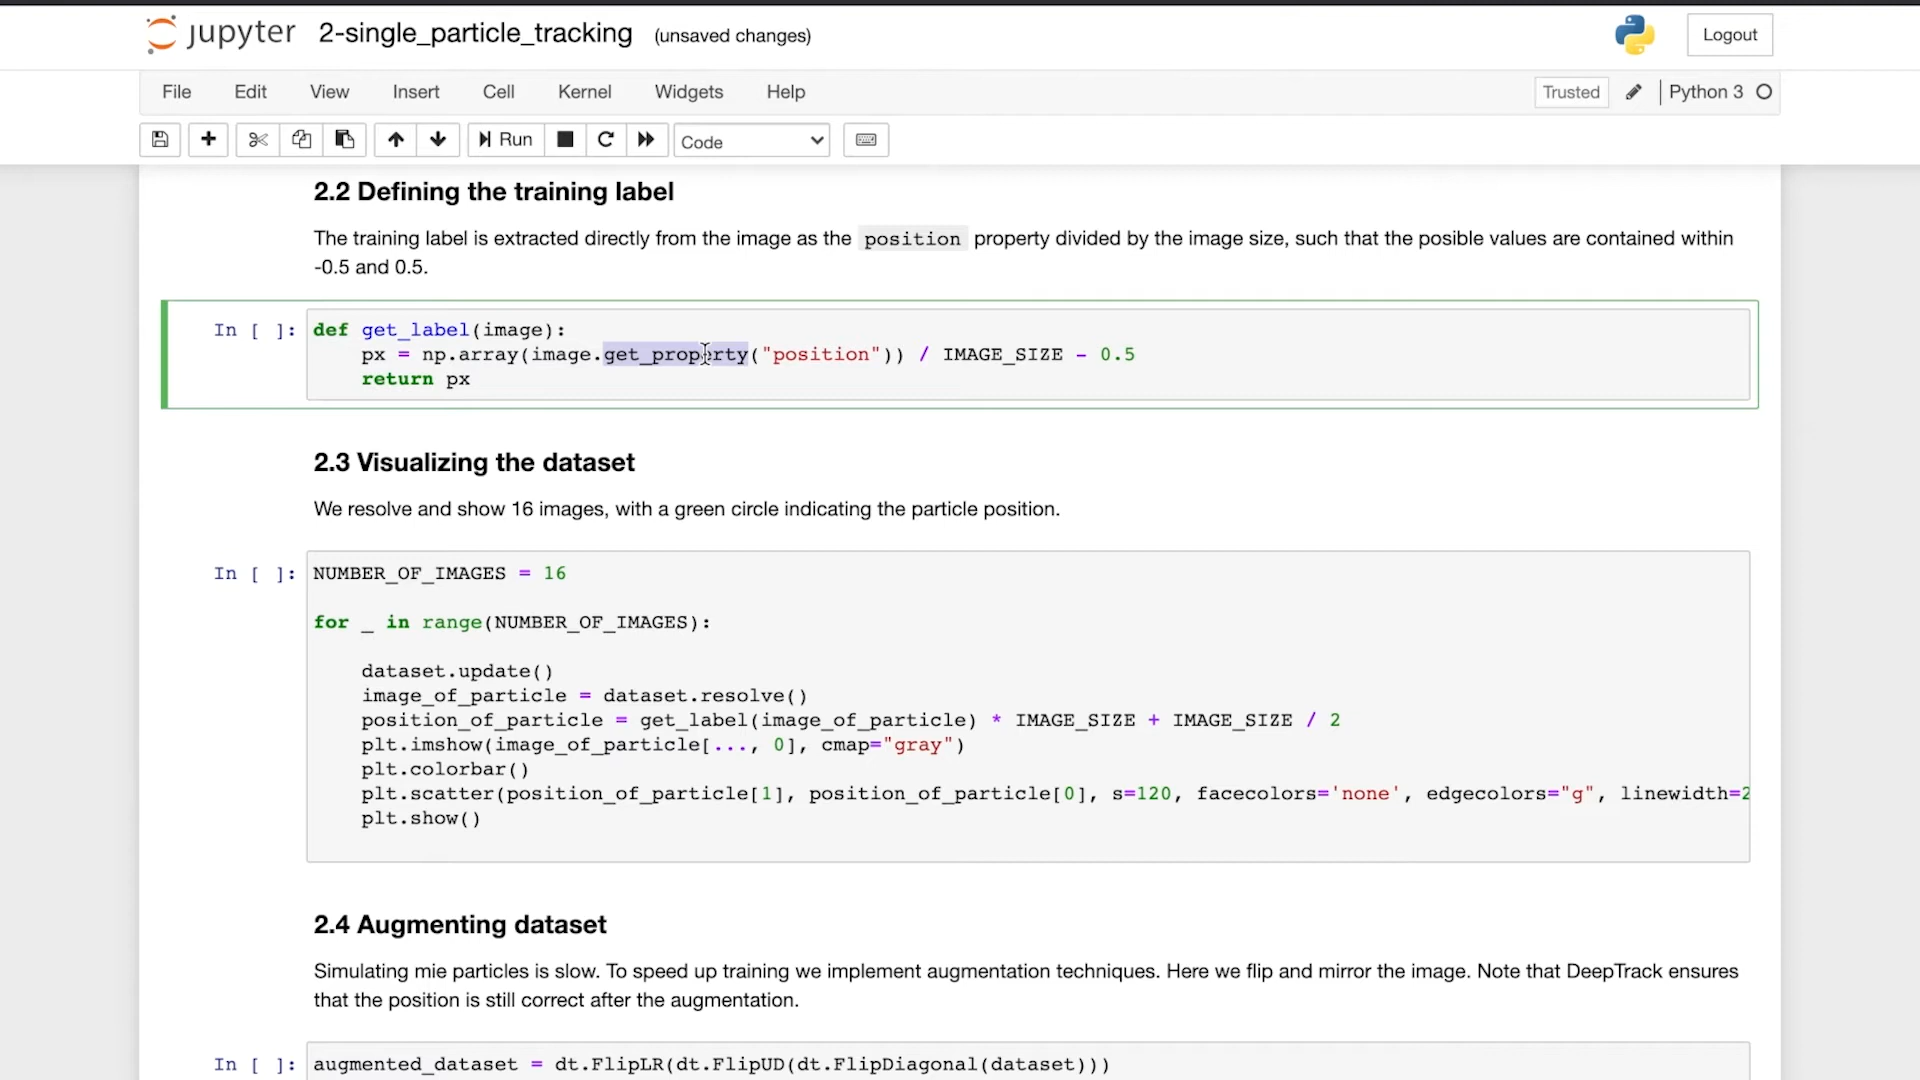 jupyter 2-single_particle_tracking (unsaved changes) Logout
File Edit View Insert Cell Kernel Widgets Help Trusted Python 3
Run Code
2.2 Defining the training label
The training label is extracted directly from the image as the position property divided by the image size, such that the posible values are contained within
-0.5 and 0.5.
In [ ]: def get_label(image):
    px = np.array(image.get_property("position")) / IMAGE_SIZE - 0.5
    return px
2.3 Visualizing the dataset
We resolve and show 16 images, with a green circle indicating the particle position.
In [ ]: NUMBER_OF_IMAGES = 16
for _ in range(NUMBER_OF_IMAGES):
    dataset.update()
    image_of_particle = dataset.resolve()
    position_of_particle = get_label(image_of_particle) * IMAGE_SIZE + IMAGE_SIZE / 2
    plt.imshow(image_of_particle[..., 0], cmap="gray")
    plt.colorbar()
    plt.scatter(position_of_particle[1], position_of_particle[0], s=120, facecolors='none', edgecolors="g", linewidth=2
    plt.show()
2.4 Augmenting dataset
Simulating mie particles is slow. To speed up training we implement augmentation techniques. Here we flip and mirror the image. Note that DeepTrack ensures
that the position is still correct after the augmentation.
In [ ]: augmented_dataset = dt.FlipLR(dt.FlipUD(dt.FlipDiagonal(dataset)))